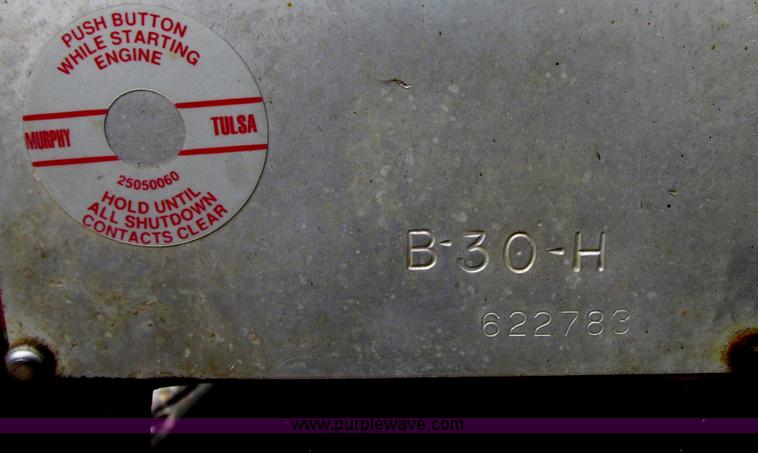 PUSH BUTTON
WHILE STARTING
ENGINE
MURPHY TULSA
25050060
HOLD UNTIL
ALL SHUTDOWN
CONTACTS CLEAR
B-30-H
622783
www.purplewave.com